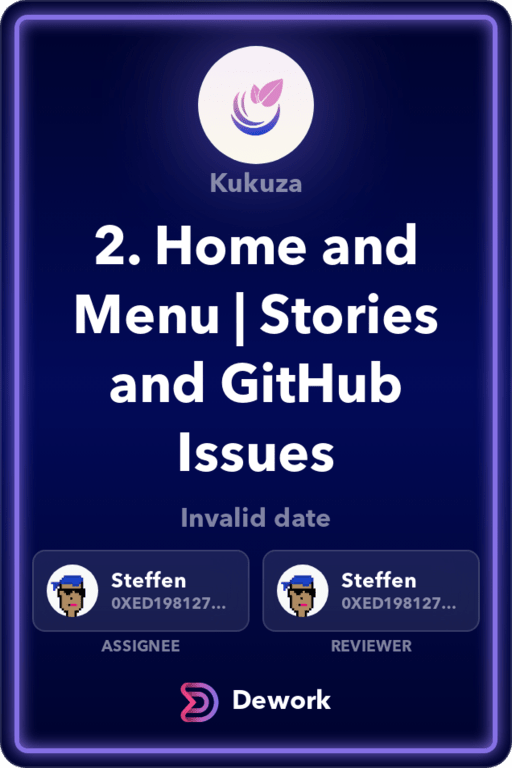 Kukuza
2. Home and
Menu | Stories
and GitHub
Issues
Invalid date
Steffen
0XED198127...
ASSIGNEE
Steffen
0XED198127...
REVIEWER
Dework